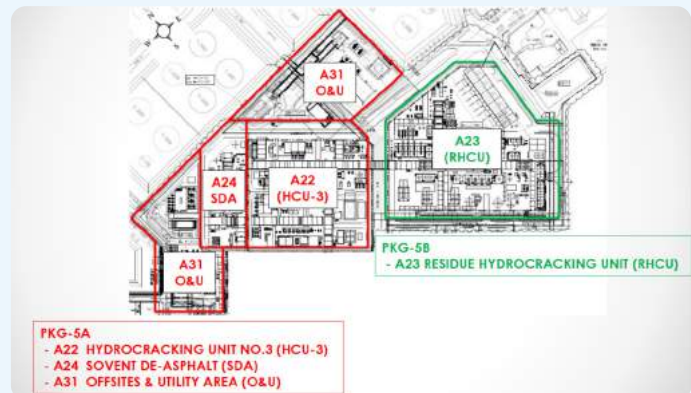 A31
O&U
A23
(RHCU)
A24
SDA
A22
(HCU-3)
A31
O&U
PKG-5B
- A23 RESIDUE HYDROCRACKING UNIT (RHCU)
PKG-5A
- A22 HYDROCRACKING UNIT NO.3 (HCU-3)
- A24 SOVENT DE-ASPHALT (SDA)
- A31 OFFSITES & UTILITY AREA (O&U)